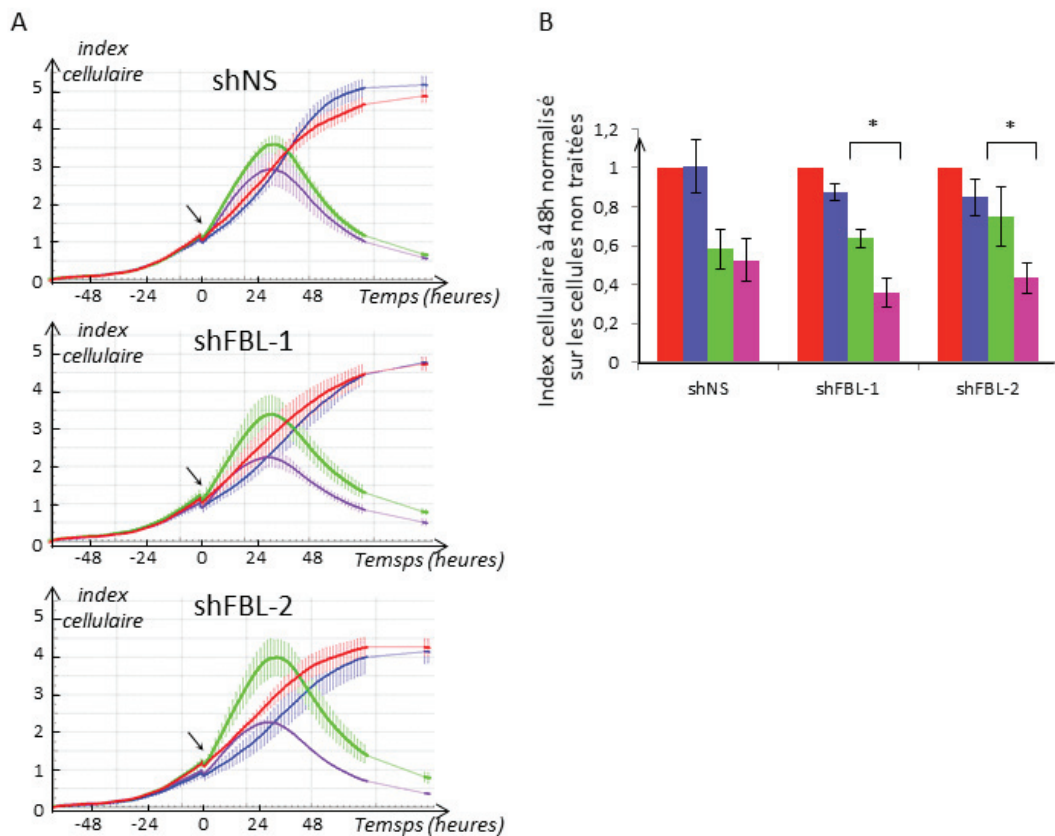 A
index
cellulaire
shNS
5
4
3
2
1
0
-48
-24
0
24
48
Temps (heures)
index
cellulaire
shFBL-1
5
4
3
2
1
0
-48
-24
0
24
48
Temsps (heures)
index
cellulaire
shFBL-2
5
4
3
2
1
0
-48
-24
0
24
48
Temsps (heures)
B
Index cellulaire à 48h normalisé
sur les cellules non traitées
1,2
1
0,8
0,6
0,4
0,2
0
*
*
shNS
shFBL-1
shFBL-2